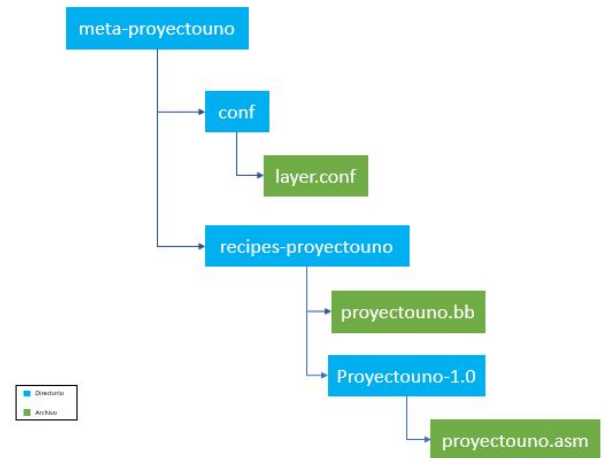 meta-proyectouno
conf
layer.conf
recipes-proyectouno
proyectouno.bb
Proyectouno-1.0
proyectouno.asm
Directorio
Archivo